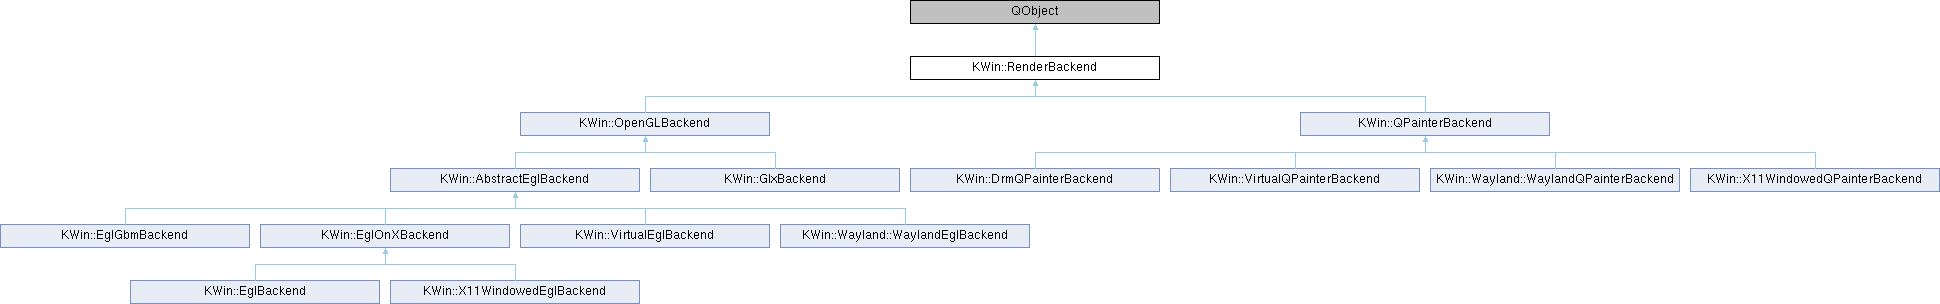 QObject
KWin::RenderBackend
KWin::OpenGLBackend
KWin::QPainterBackend
KWin::AbstractEglBackend
KWin::GlxBackend
KWin::DrmQPainterBackend
KWin::VirtualQPainterBackend
KWin::Wayland::WaylandQPainterBackend
KWin::X11WindowedQPainterBackend
KWin::EglGbmBackend
KWin::EglOnXBackend
KWin::VirtualEglBackend
KWin::Wayland::WaylandEglBackend
KWin::EglBackend
KWin::X11WindowedEglBackend